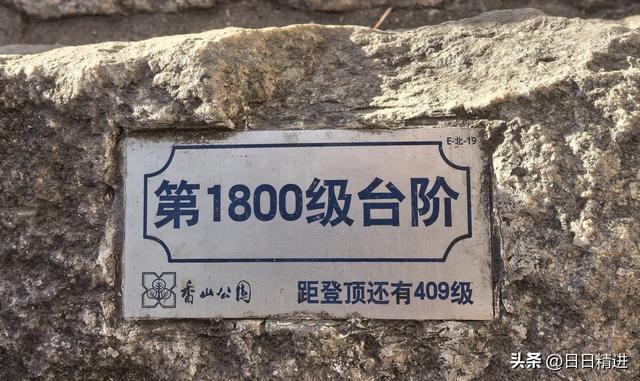 E-北-19
第1800级台阶
香山公园
距登顶还有409级
头条 @日日精进